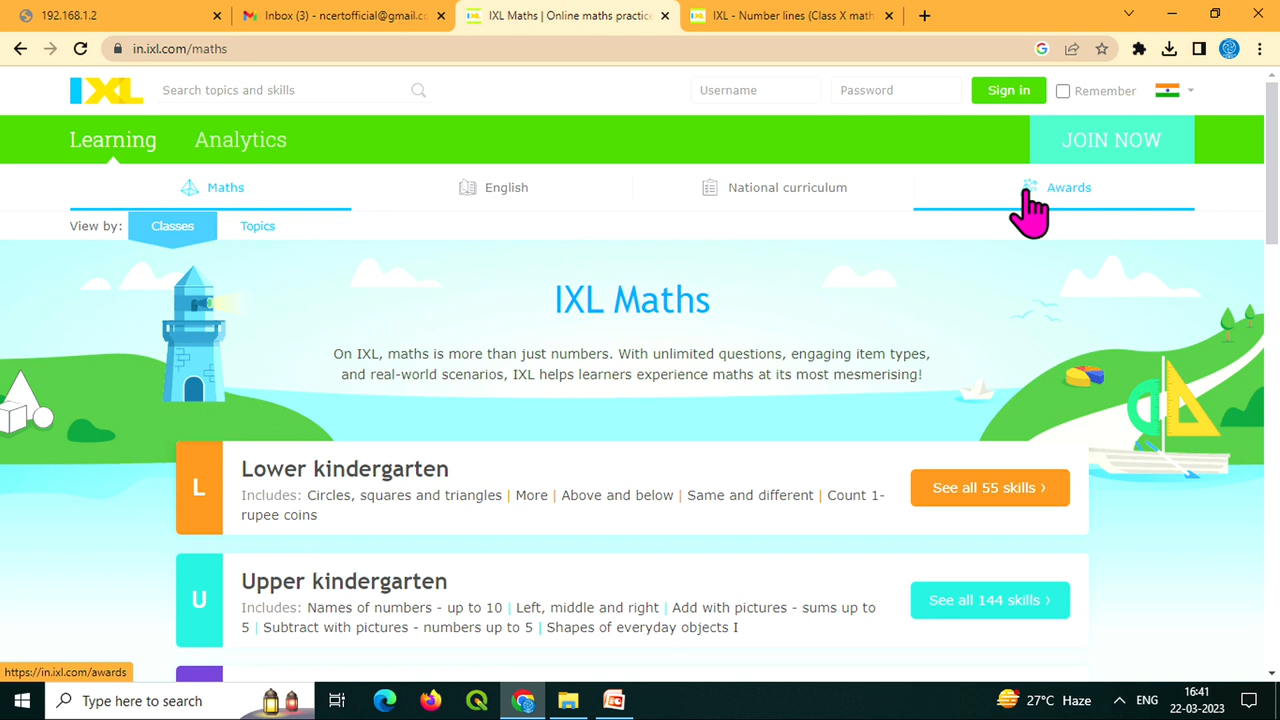 192.168.1.2
Inbox (3) - ncertofficial@gmail.co
IXL Maths | Online maths practice
IXL - Number lines (Class X math
in.ixl.com/maths
IXL
Search topics and skills
Username
Password
Sign in
Remember
Learning
Analytics
JOIN NOW
Maths
English
National curriculum
Awards
View by:
Classes
Topics
IXL Maths
On IXL, maths is more than just numbers. With unlimited questions, engaging item types,
and real-world scenarios, IXL helps learners experience maths at its most mesmerising!
L
Lower kindergarten
Includes: Circles, squares and triangles | More | Above and below | Same and different | Count 1-
rupee coins
See all 55 skills ›
U
Upper kindergarten
Includes: Names of numbers - up to 10 | Left, middle and right | Add with pictures - sums up to
5 | Subtract with pictures - numbers up to 5 | Shapes of everyday objects I
See all 144 skills ›
https://in.ixl.com/awards
Type here to search
27°C Haze
ENG
16:41
22-03-2023